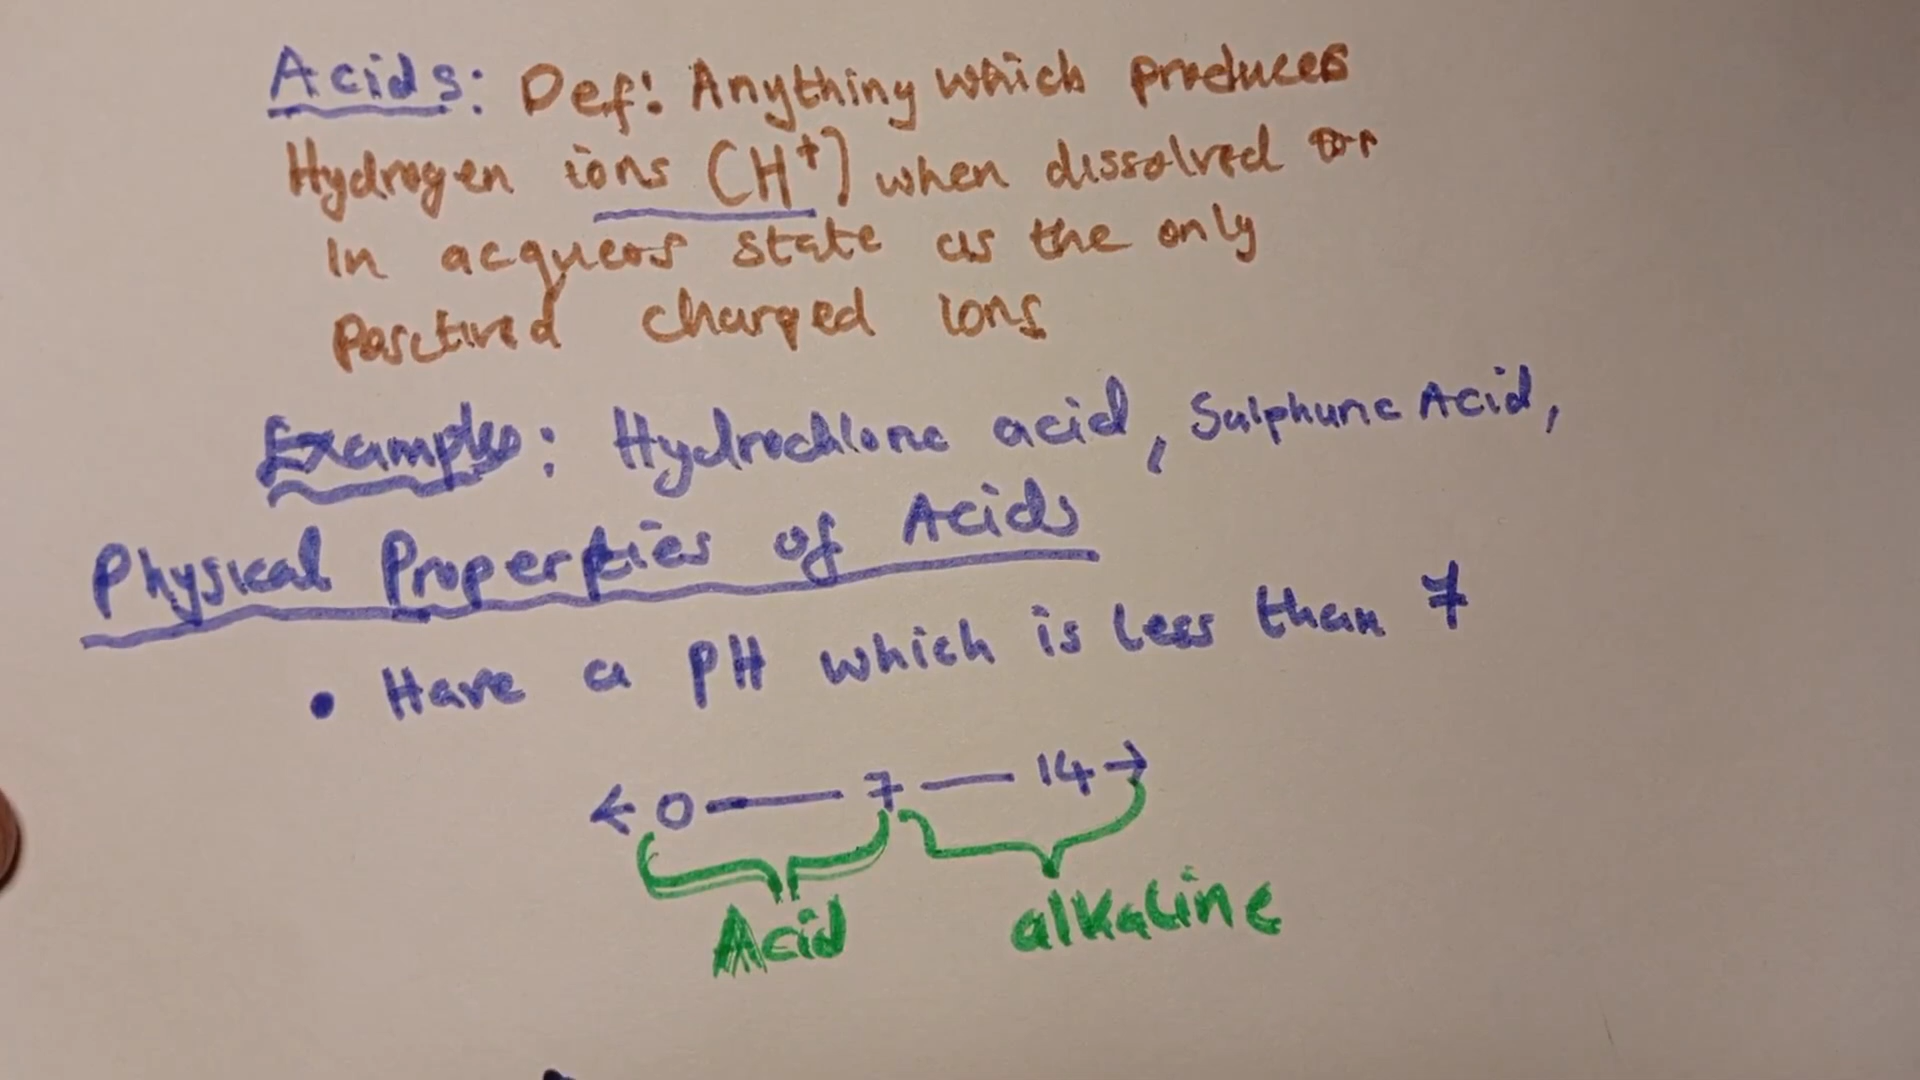 Acids: Def: Anything which produces
Hydrogen ions (H⁺) when dissolved or
In acqueos state as the only
Positived charged ions
Examples: Hydrochloric acid, Sulphuric Acid,
Physical Properties of Acids
• Have a PH which is less than 7
← 0 — 7 — 14 →
Acid alkaline